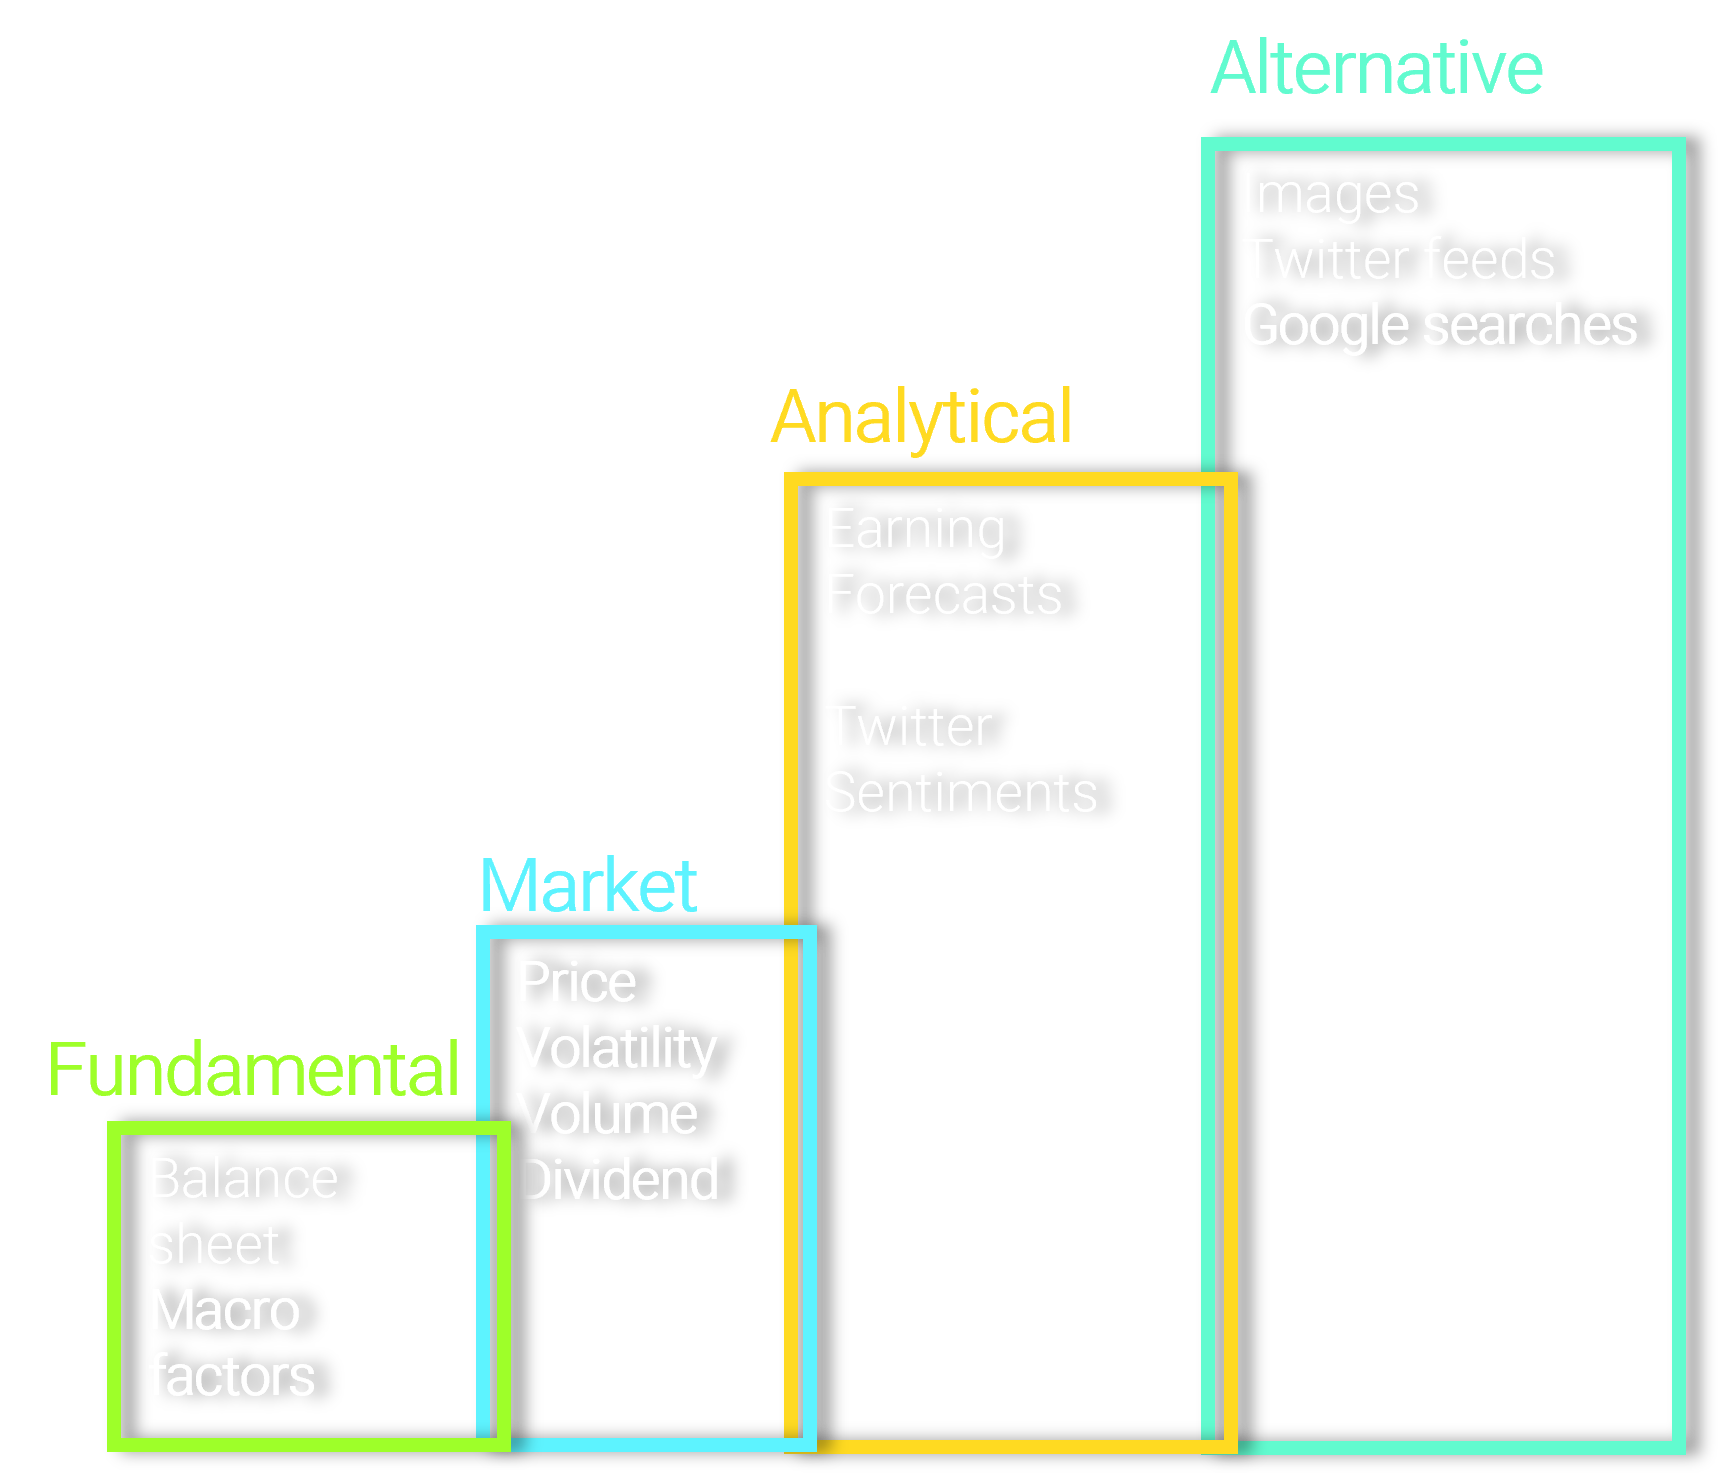 Alternative
Images
Twitter feeds
Google searches
Analytical
Earning
Forecasts
Twitter
Sentiments
Market
Price
Volatility
Volume
Dividend
Fundamental
Balance
sheet
Macro
factors